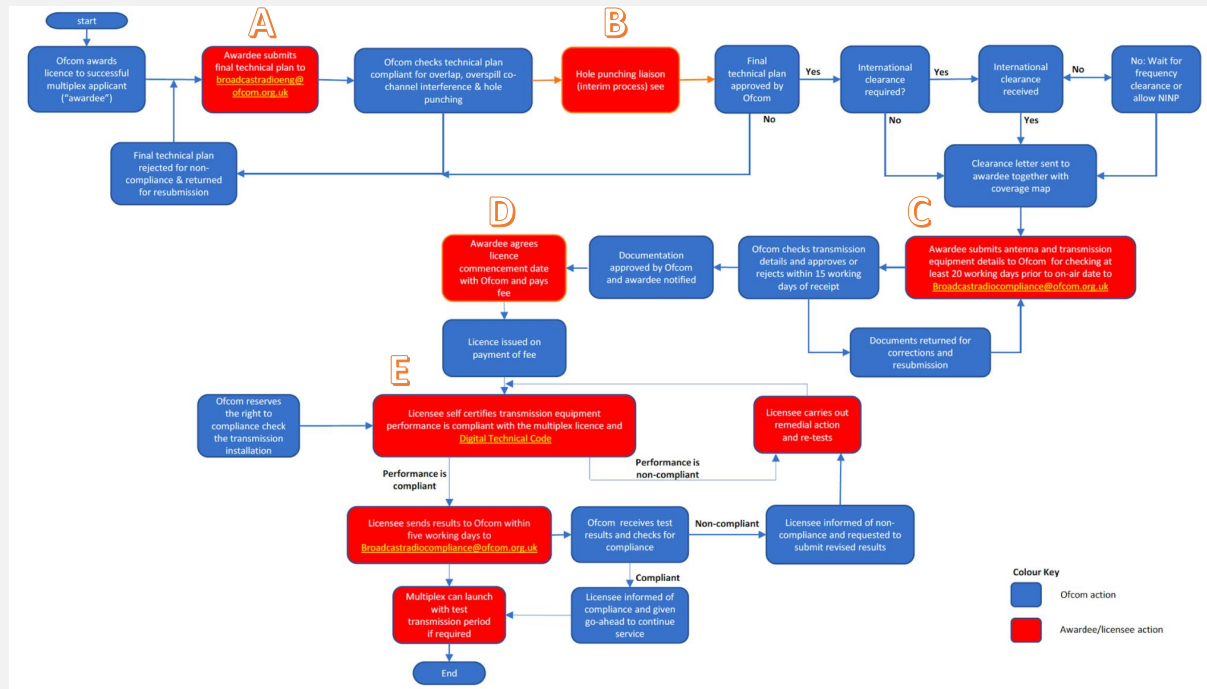 start
A
B
Ofcom awards
licence to successful
multiplex applicant
("awardee")
Awardee submits
final technical plan to
broadcastradioeng@
ofcom.org.uk
Ofcom checks technical plan
compliant for overlap, overspill co-
channel interference & hole
punching
Hole punching liaison
(interim process) see
Final
technical plan
approved by
Ofcom
Yes
No
International
clearance
required?
Yes
No
International
clearance
received
No
Yes
No: Wait for
frequency
clearance or
allow NINP
Final technical plan
rejected for non-
compliance & returned
for resubmission
Clearance letter sent to
awardee together with
coverage map
D
C
Awardee agrees
licence
commencement date
with Ofcom and pays
fee
Documentation
approved by Ofcom
and awardee notified
Ofcom checks transmission
details and approves or
rejects within 15 working
days of receipt
Awardee submits antenna and transmission
equipment details to Ofcom for checking at
least 20 working days prior to on-air date to
Broadcastradiocompliance@ofcom.org.uk
Licence issued on
payment of fee
Documents returned for
corrections and
resubmission
E
Ofcom reserves
the right to
compliance check
the transmission
installation
Licensee self certifies transmission equipment
performance is compliant with the multiplex licence and
Digital Technical Code
Licensee carries out
remedial action
and re-tests
Performance is
compliant
Performance is
non-compliant
Licensee sends results to Ofcom within
five working days to
Broadcastradiocompliance@ofcom.org.uk
Ofcom receives test
results and checks for
compliance
Non-compliant
Licensee informed of non-
compliance and requested to
submit revised results
Compliant
Multiplex can launch
with test
transmission period
if required
Licensee informed of
compliance and given
go-ahead to continue
service
End
Colour Key
Ofcom action
Awardee/licensee action